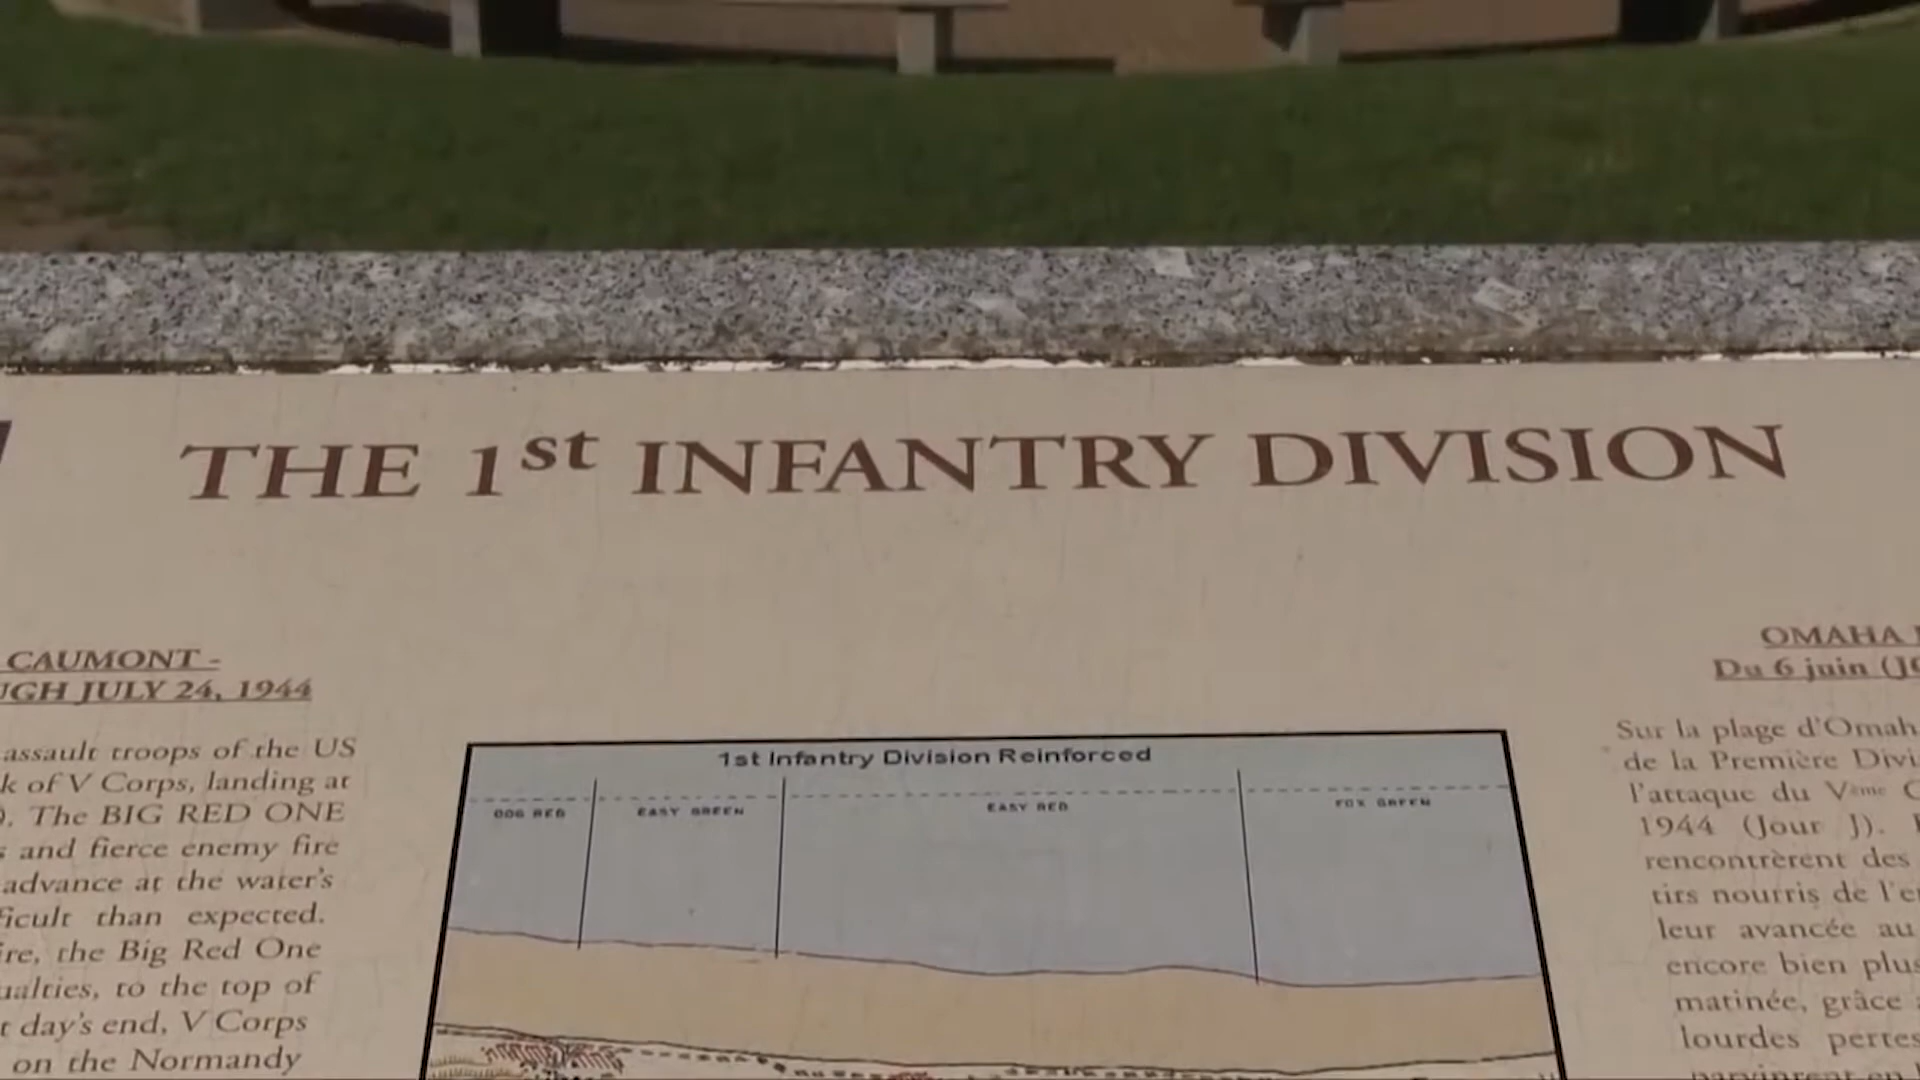 THE 1st INFANTRY DIVISION
CAUMONT -
JULY 24, 1944
assault troops of the US
of V Corps, landing at
The BIG RED ONE
and fierce enemy fire
advance at the water's
than expected.
the Big Red One
to the top of
day's end, V Corps
on the Normandy
1st Infantry Division Reinforced
DOG RED
EASY GREEN
EASY RED
FOX GREEN
OMAHA
Du 6 juin
Sur la plage d'Omah
de la Première Divi
l'attaque du Vème
1944 (Jour J).
rencontrèrent des
tirs nourris de l'e
leur avancée au
encore bien plus
matinée, grâce
lourdes pertes